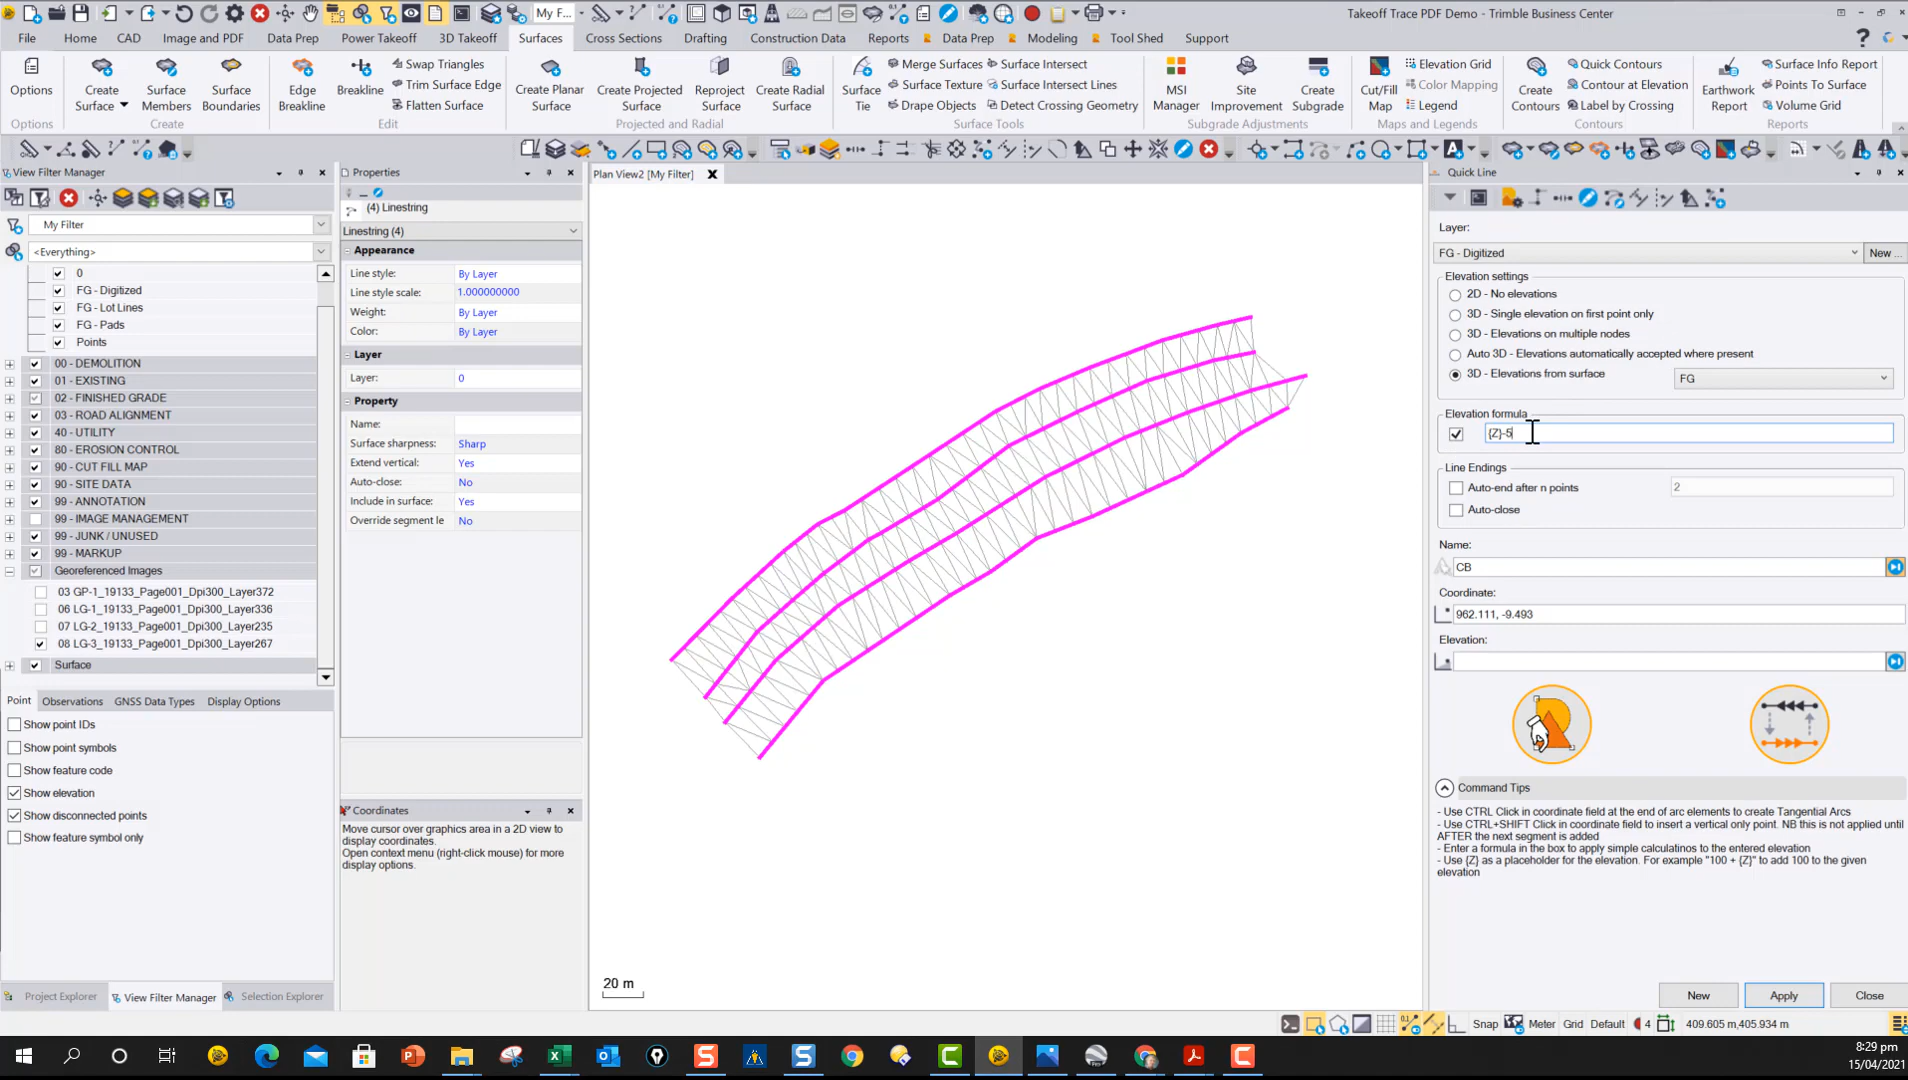 My F...
Takeoff Trace PDF Demo - Trimble Business Center
File Home CAD Image and PDF Data Prep Power Takeoff 3D Takeoff Surfaces Cross Sections Drafting Construction Data Reports Data Prep Modeling Tool Shed Support
Options
Create Surface
Surface Members
Surface Boundaries
Edge Breakline
Breakline
Swap Triangles
Trim Surface Edge
Flatten Surface
Create Planar Surface
Create Projected Surface
Reproject Surface
Create Radial Surface
Surface Tie
Merge Surfaces
Surface Texture
Drape Objects
Surface Intersect
Surface Intersect Lines
Detect Crossing Geometry
MSI Manager
Site Improvement
Create Subgrade
Cut/Fill Map
Elevation Grid
Color Mapping
Legend
Create Contours
Quick Contours
Contour at Elevation
Label by Crossing
Earthwork Report
Surface Info Report
Points To Surface
Volume Grid
Options Create Edit Projected and Radial Surface Tools Subgrade Adjustments Maps and Legends Contours Reports
View Filter Manager
My Filter
<Everything>
0
FG - Digitized
FG - Lot Lines
FG - Pads
Points
00 - DEMOLITION
01 - EXISTING
02 - FINISHED GRADE
03 - ROAD ALIGNMENT
40 - UTILITY
80 - EROSION CONTROL
90 - CUT FILL MAP
90 - SITE DATA
99 - ANNOTATION
99 - IMAGE MANAGEMENT
99 - JUNK / UNUSED
99 - MARKUP
Georeferenced Images
03 GP-1_19133_Page001_Dpi300_Layer372
06 LG-1_19133_Page001_Dpi300_Layer336
07 LG-2_19133_Page001_Dpi300_Layer235
08 LG-3_19133_Page001_Dpi300_Layer267
Surface
Point Observations GNSS Data Types Display Options
Show point IDs
Show point symbols
Show feature code
Show elevation
Show disconnected points
Show feature symbol only
Project Explorer View Filter Manager Selection Explorer
Properties
(4) Linestring
Linestring (4)
Appearance
Line style: By Layer
Line style scale: 1.000000000
Weight: By Layer
Color: By Layer
Layer
Layer: 0
Property
Name:
Surface sharpness: Sharp
Extend vertical: Yes
Auto-close: No
Include in surface: Yes
Override segment le No
Coordinates
Move cursor over graphics area in a 2D view to
display coordinates.
Open context menu (right-click mouse) for more
display options.
Plan View2 [My Filter]
20 m
Quick Line
Layer:
FG - Digitized
New ...
Elevation settings
2D - No elevations
3D - Single elevation on first point only
3D - Elevations on multiple nodes
Auto 3D - Elevations automatically accepted where present
3D - Elevations from surface
FG
Elevation formula
{Z}-5
Line Endings
Auto-end after n points
2
Auto-close
Name:
CB
Coordinate:
962.111, -9.493
Elevation:
Command Tips
- Use CTRL Click in coordinate field at the end of arc elements to create Tangential Arcs
- Use CTRL+SHIFT Click in coordinate field to insert a vertical only point. NB this is not applied until
AFTER the next segment is added
- Enter a formula in the box to apply simple calculatinos to the entered elevation
- Use {Z} as a placeholder for the elevation. For example "100 + {Z}" to add 100 to the given
elevation
New Apply Close
Snap Meter Grid Default 4 409.605 m,405.934 m
8:29 pm
15/04/2021